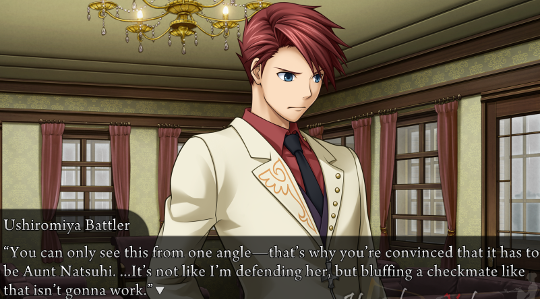 Ushiromiya Battler
“You can only see this from one angle—that's why you're convinced that it has to
be Aunt Natsuhi. ...It's not like I'm defending her, but bluffing a checkmate like
that isn't gonna work.”